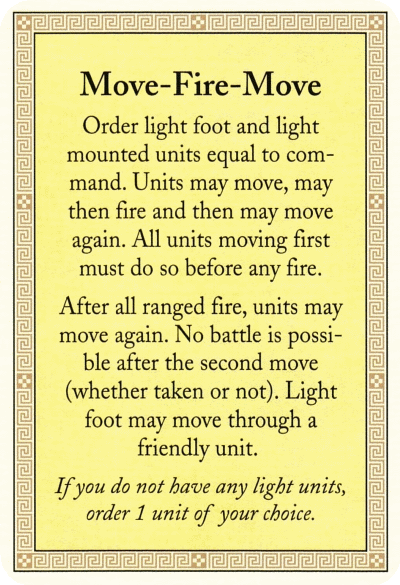 Move-Fire-Move
Order light foot and light
mounted units equal to com-
mand. Units may move, may
then fire and then may move
again. All units moving first
must do so before any fire.
After all ranged fire, units may
move again. No battle is possi-
ble after the second move
(whether taken or not). Light
foot may move through a
friendly unit.
If you do not have any light units,
order 1 unit of your choice.